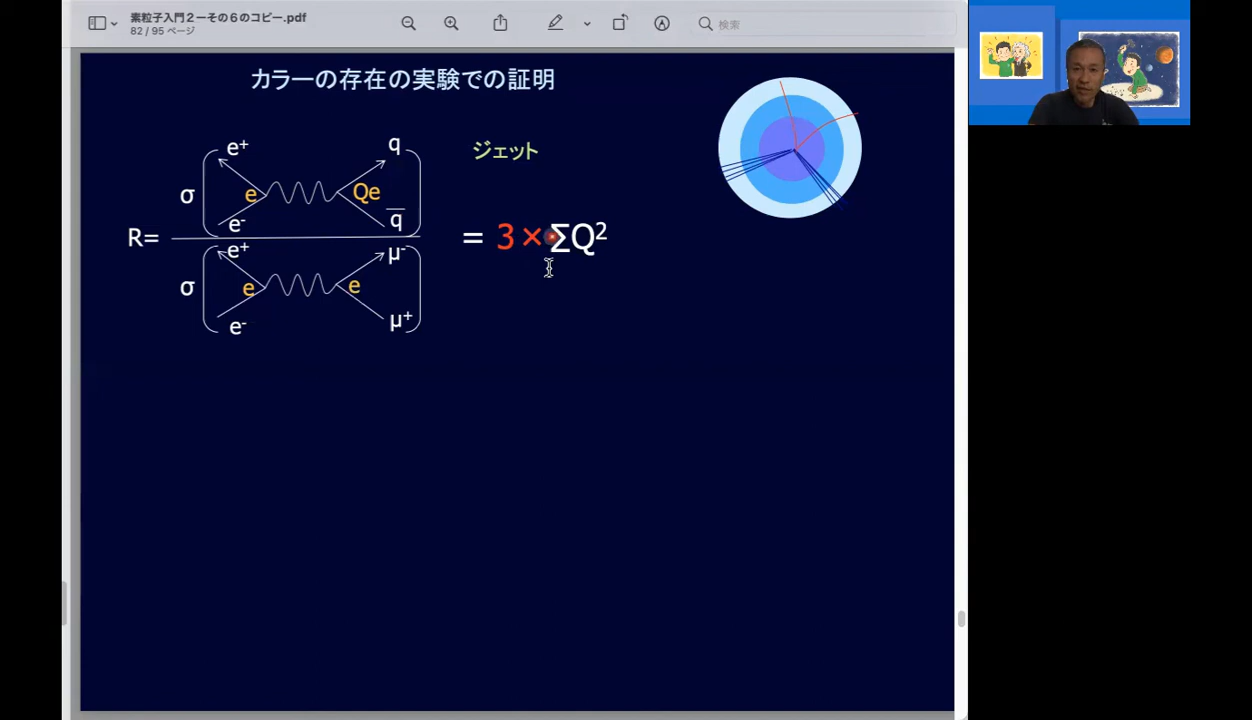 素粒子入門2ーその6のコピー.pdf
82 / 95 ページ
検索
カラーの存在の実験での証明
e+ q
ジェット
σ e Qe
e- q̅
R= = 3×ΣQ²
e+ μ-
σ e e
e- μ+